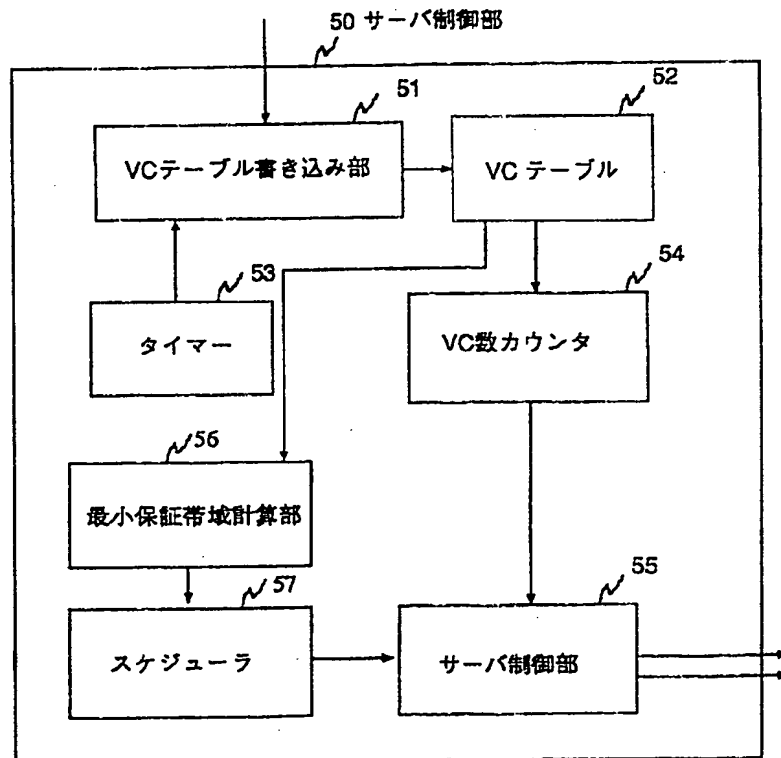 50 サーバ制御部
51
VCテーブル書き込み部
52
VC テーブル
53
タイマー
54
VC数カウンタ
56
最小保証帯域計算部
57
スケジューラ
55
サーバ制御部